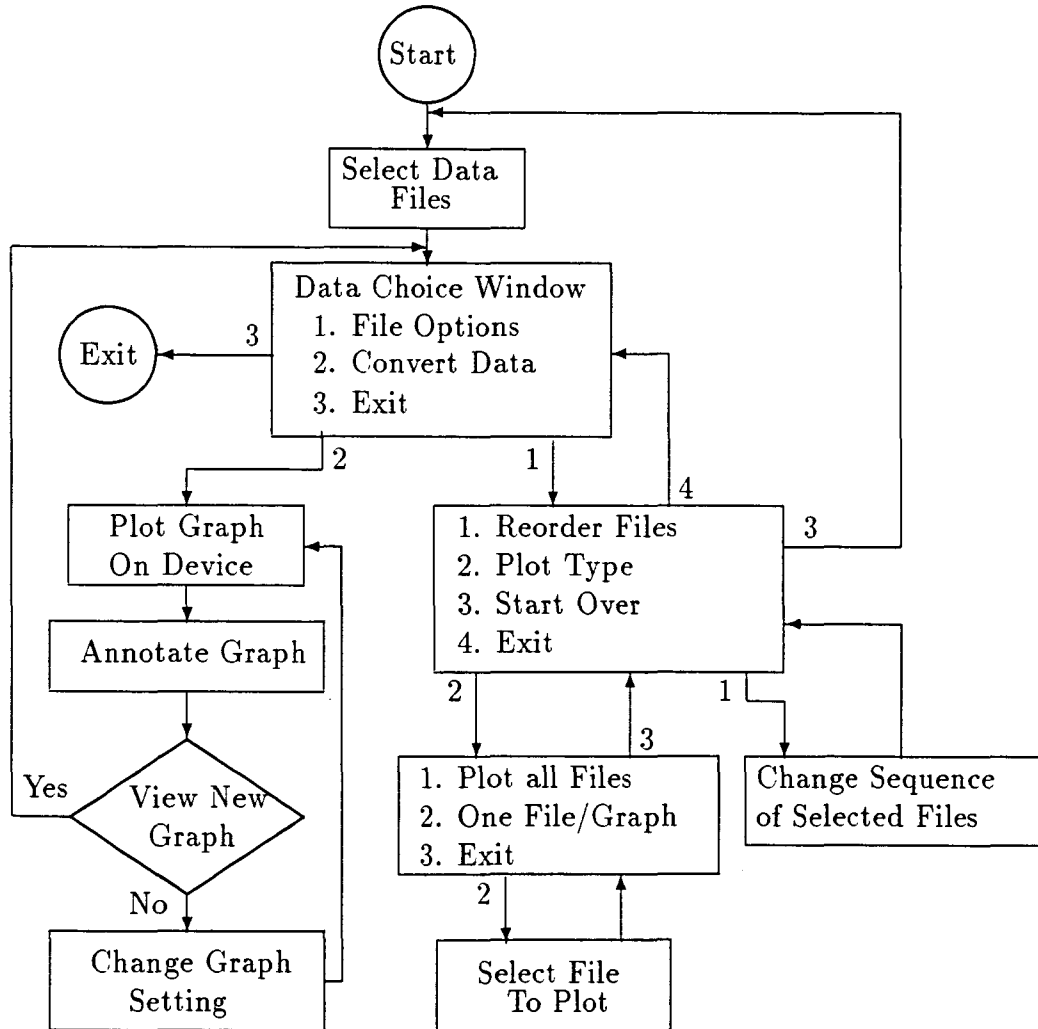 Start
Select Data
Files
Data Choice Window
1. File Options
2. Convert Data
3. Exit
3
Exit
2
1
4
Plot Graph
On Device
1. Reorder Files
2. Plot Type
3. Start Over
4. Exit
3
Annotate Graph
2
3
1
Yes
View New
Graph
No
1. Plot all Files
2. One File/Graph
3. Exit
Change Sequence
of Selected Files
2
Change Graph
Setting
Select File
To Plot